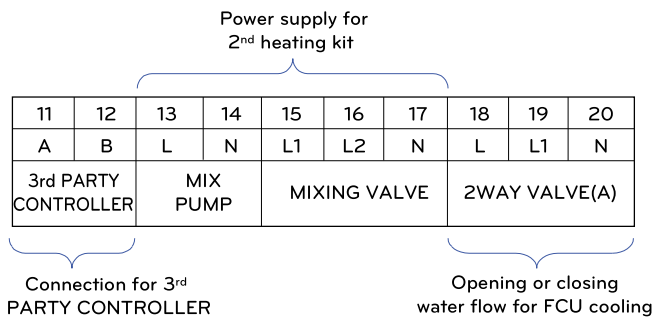 Power supply for
2nd heating kit
11 12 13 14 15 16 17 18 19 20
A B L N L1 L2 N L L1 N
3rd PARTY
CONTROLLER
MIX
PUMP
MIXING VALVE
2WAY VALVE(A)
Connection for 3rd
PARTY CONTROLLER
Opening or closing
water flow for FCU cooling